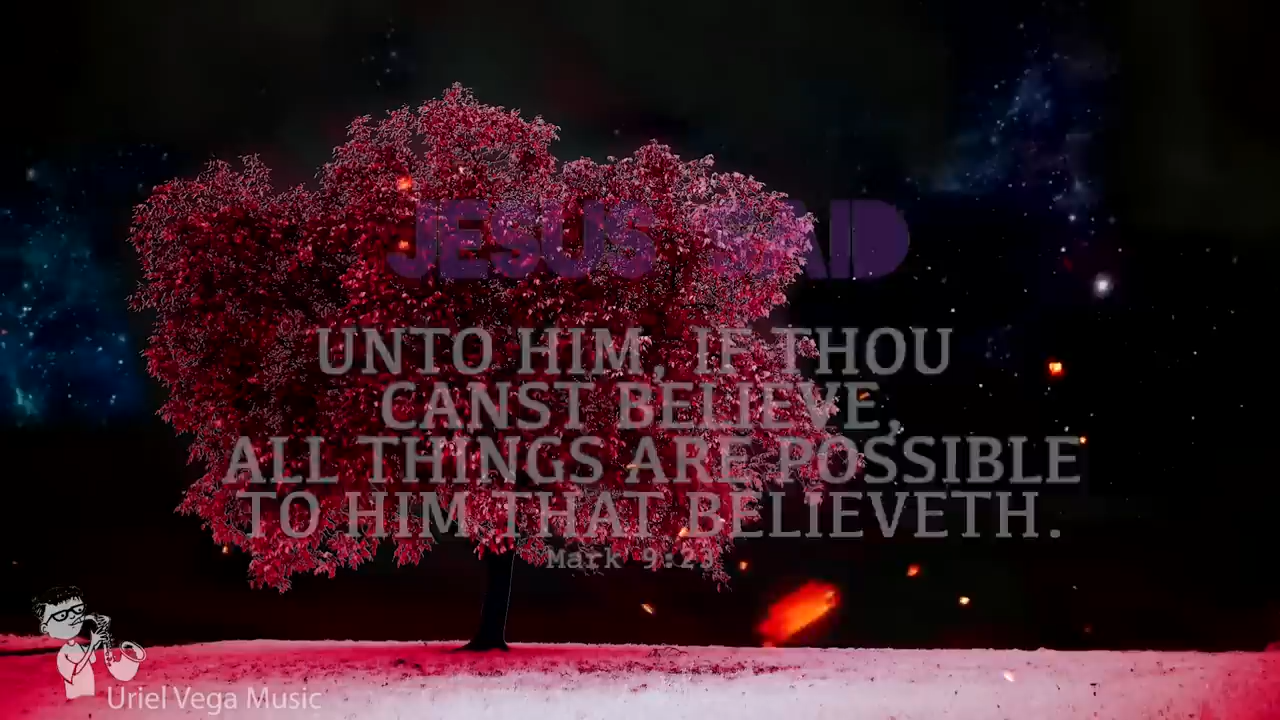 JESUS SAID
UNTO HIM, IF THOU
CANST BELIEVE,
ALL THINGS ARE POSSIBLE
TO HIM THAT BELIEVETH.
Mark 9:23
Uriel Vega Music